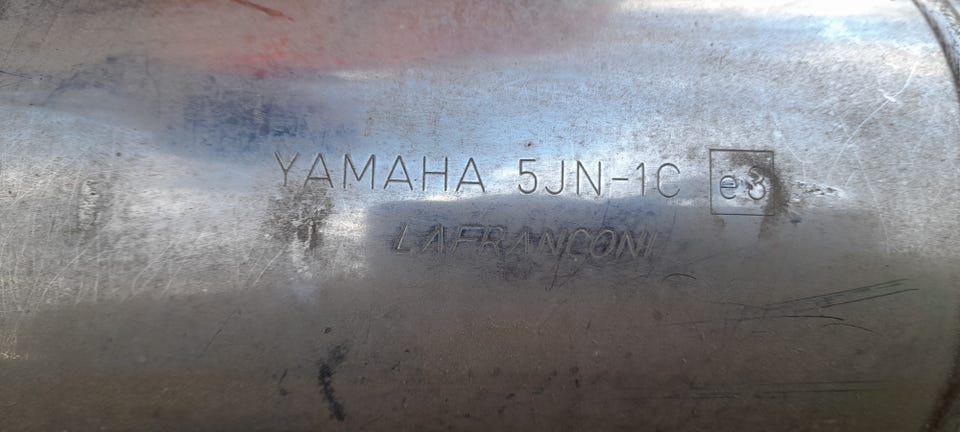 YAMAHA 5JN-1C e3
LAFRANCONI